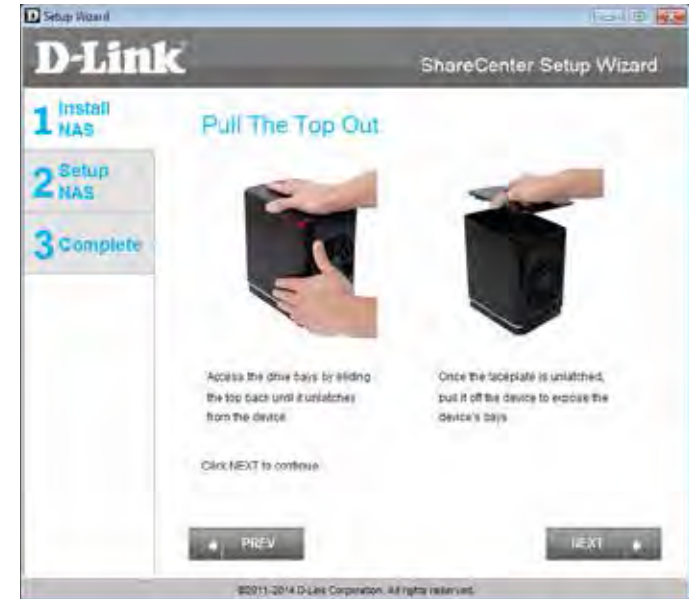 Setup Wizard
D-Link
ShareCenter Setup Wizard
1 Install
NAS
2 Setup
NAS
3 Complete
Pull The Top Out
Access the drive bays by sliding
the top back until it unlatches
from the device.
Once the faceplate is unlatched,
pull it off the device to expose the
device's bays.
Click NEXT to continue.
PREV
NEXT
©2011-2014 D-Link Corporation. All rights reserved.